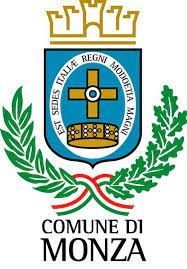 EST SEDES ITALIÆ REGNI MODOETIA MAGNI
COMUNE DI
MONZA